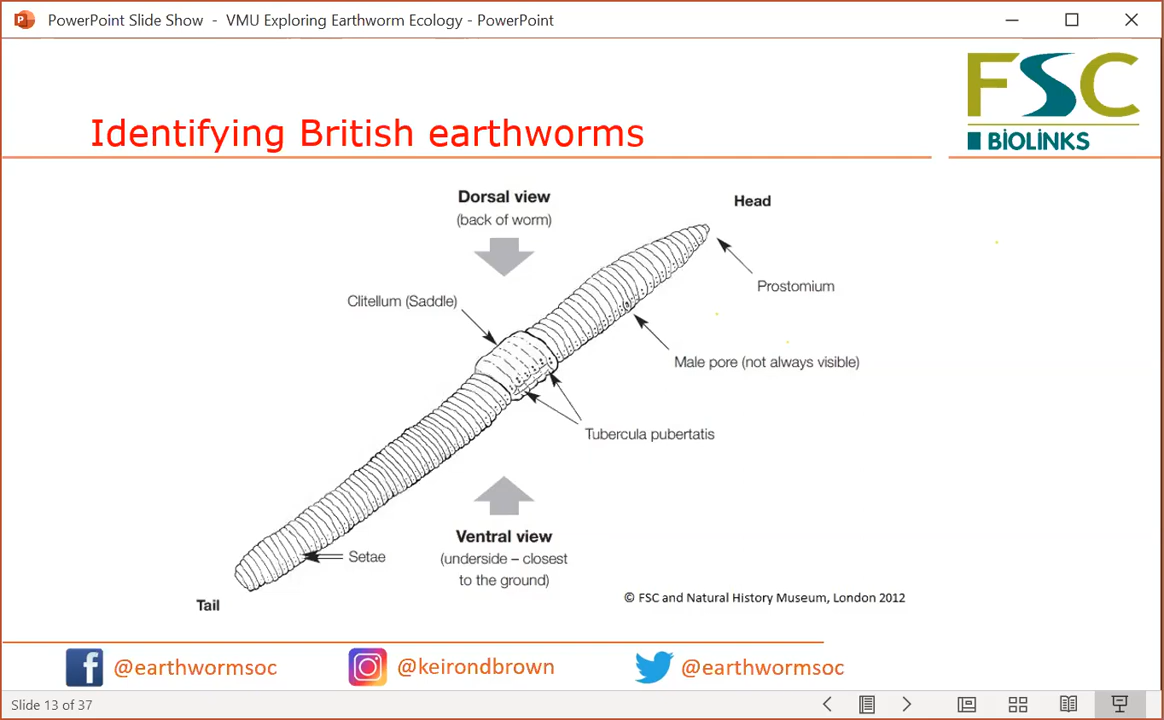 PowerPoint Slide Show - VMU Exploring Earthworm Ecology - PowerPoint
FSC
BIOLINKS
Identifying British earthworms
Dorsal view
(back of worm)
Head
Prostomium
Clitellum (Saddle)
Male pore (not always visible)
Tubercula pubertatis
Ventral view
(underside – closest
to the ground)
Setae
Tail
© FSC and Natural History Museum, London 2012
@earthwormsoc
@keirondbrown
@earthwormsoc
Slide 13 of 37